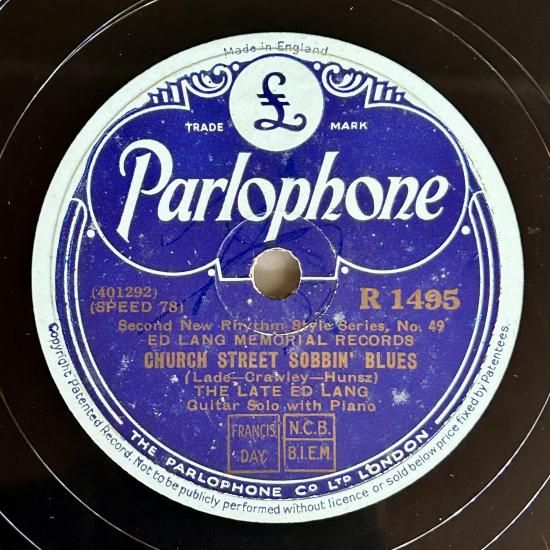 Made in England
£
TRADE MARK
Parlophone
(401292)
(SPEED 78)
R 1495
Second New Rhythm Style Series, No. 49
ED LANG MEMORIAL RECORDS
CHURCH STREET SOBBIN' BLUES
(Lade—Crawley—Hunsz)
THE LATE ED LANG
Guitar Solo with Piano
FRANCIS
DAY
N.C.B.
B.I.E.M.
THE PARLOPHONE CO LTD LONDON
Copyright Patented Record. Not to be publicly performed without licence or sold below price fixed by Patentees.